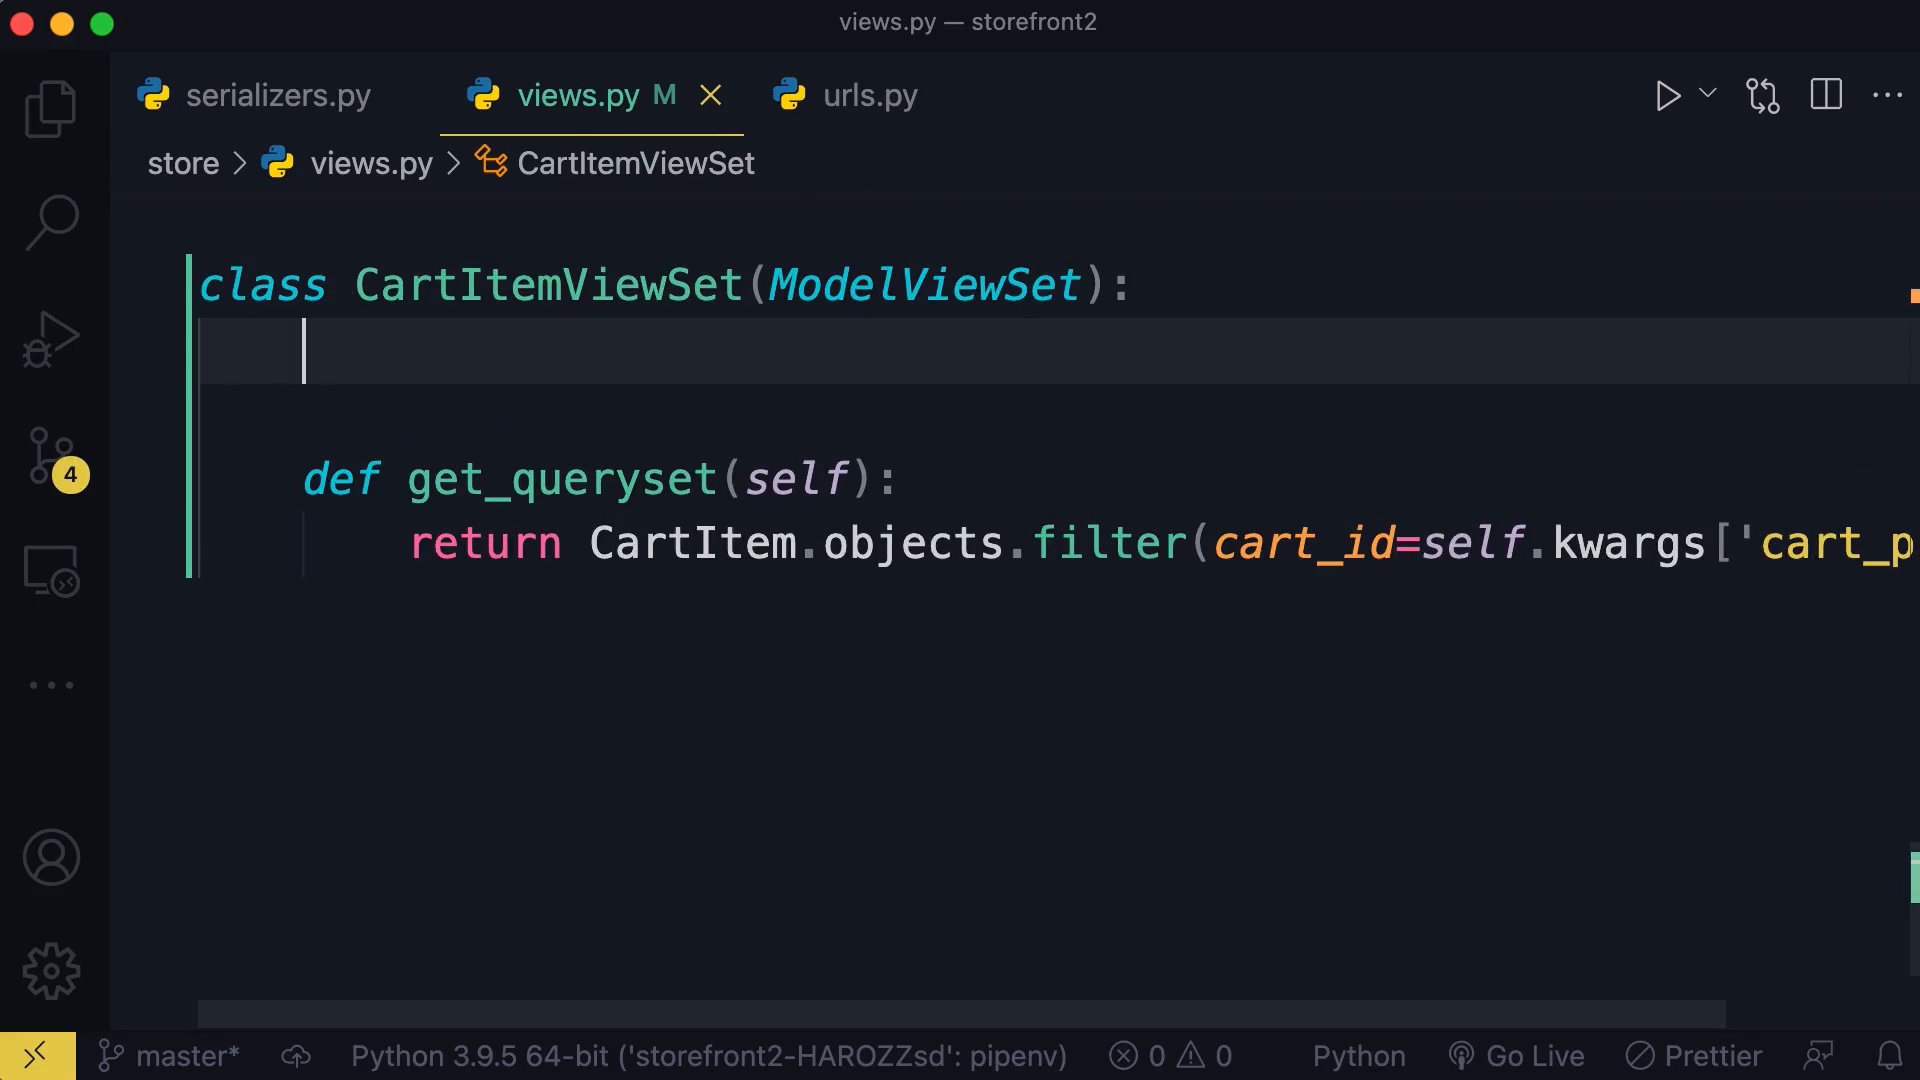 views.py — storefront2
serializers.py
views.py M
urls.py
store > views.py > CartItemViewSet
class CartItemViewSet(ModelViewSet):
def get_queryset(self):
return CartItem.objects.filter(cart_id=self.kwargs['cart_p
4
master*
Python 3.9.5 64-bit ('storefront2-HAROZZsd': pipenv)
0
0
Python
Go Live
Prettier